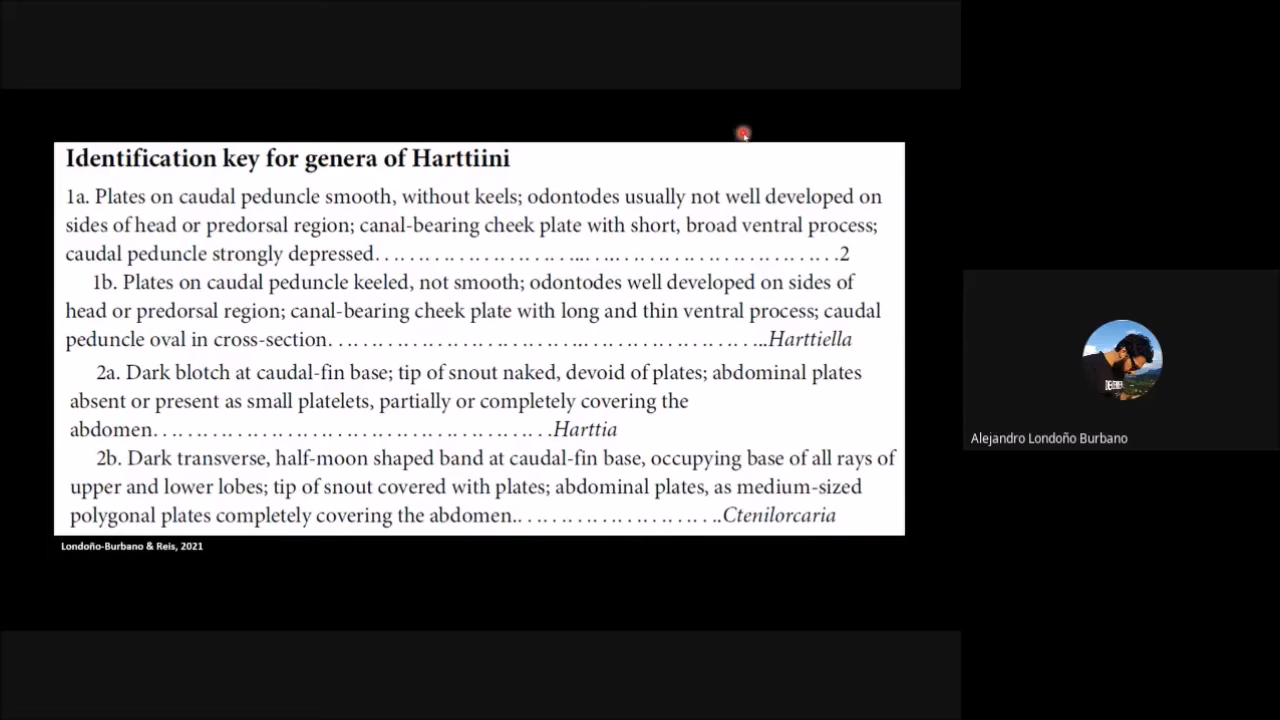 Identification key for genera of Harttiini
1a. Plates on caudal peduncle smooth, without keels; odontodes usually not well developed on
sides of head or predorsal region; canal-bearing cheek plate with short, broad ventral process;
caudal peduncle strongly depressed. . . . . . . . . . . . . . . . . . . . . . . ... . . ... . . . . . . . . . . . . . . . . . . . . . . . . . . .2
1b. Plates on caudal peduncle keeled, not smooth; odontodes well developed on sides of
head or predorsal region; canal-bearing cheek plate with long and thin ventral process; caudal
peduncle oval in cross-section. . . . . . . . . . . . . . . . . . . . . . . . . . . . .. . . . . . . . . . . . . . . . . . . ...Harttiella
2a. Dark blotch at caudal-fin base; tip of snout naked, devoid of plates; abdominal plates
absent or present as small platelets, partially or completely covering the
abdomen. . . . . . . . . . . . . . . . . . . . . . . . . . . . . . . . . . . . . . . . . . .Harttia
2b. Dark transverse, half-moon shaped band at caudal-fin base, occupying base of all rays of
upper and lower lobes; tip of snout covered with plates; abdominal plates, as medium-sized
polygonal plates completely covering the abdomen.. . . . . . . . . . . . . . . . . . . . . . .Ctenilorcaria
Londoño-Burbano & Reis, 2021
Alejandro Londoño Burbano